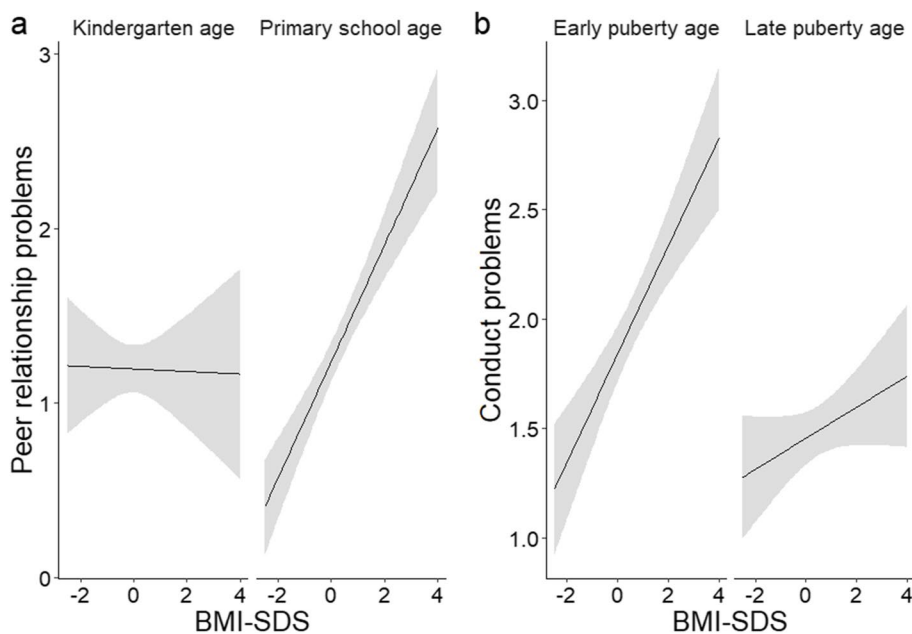 a Kindergarten age Primary school age
b Early puberty age Late puberty age
Peer relationship problems
3
2
1
0
-2 0 2 4 -2 0 2 4
BMI-SDS
Conduct problems
3.0
2.5
2.0
1.5
1.0
-2 0 2 4 -2 0 2 4
BMI-SDS